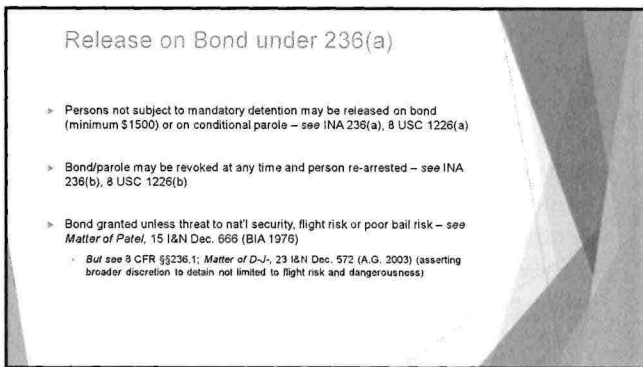 Release on Bond under 236(a)
Persons not subject to mandatory detention may be released on bond
(minimum $1500) or on conditional parole – see INA 236(a), 8 USC 1226(a)
Bond/parole may be revoked at any time and person re-arrested – see INA
236(b), 8 USC 1226(b)
Bond granted unless threat to nat'l security, flight risk or poor bail risk – see
Matter of Patel, 15 I&N Dec. 666 (BIA 1976)
But see 8 CFR §§236.1; Matter of D-J-, 23 I&N Dec. 572 (A.G. 2003) (asserting
broader discretion to detain not limited to flight risk and dangerousness)